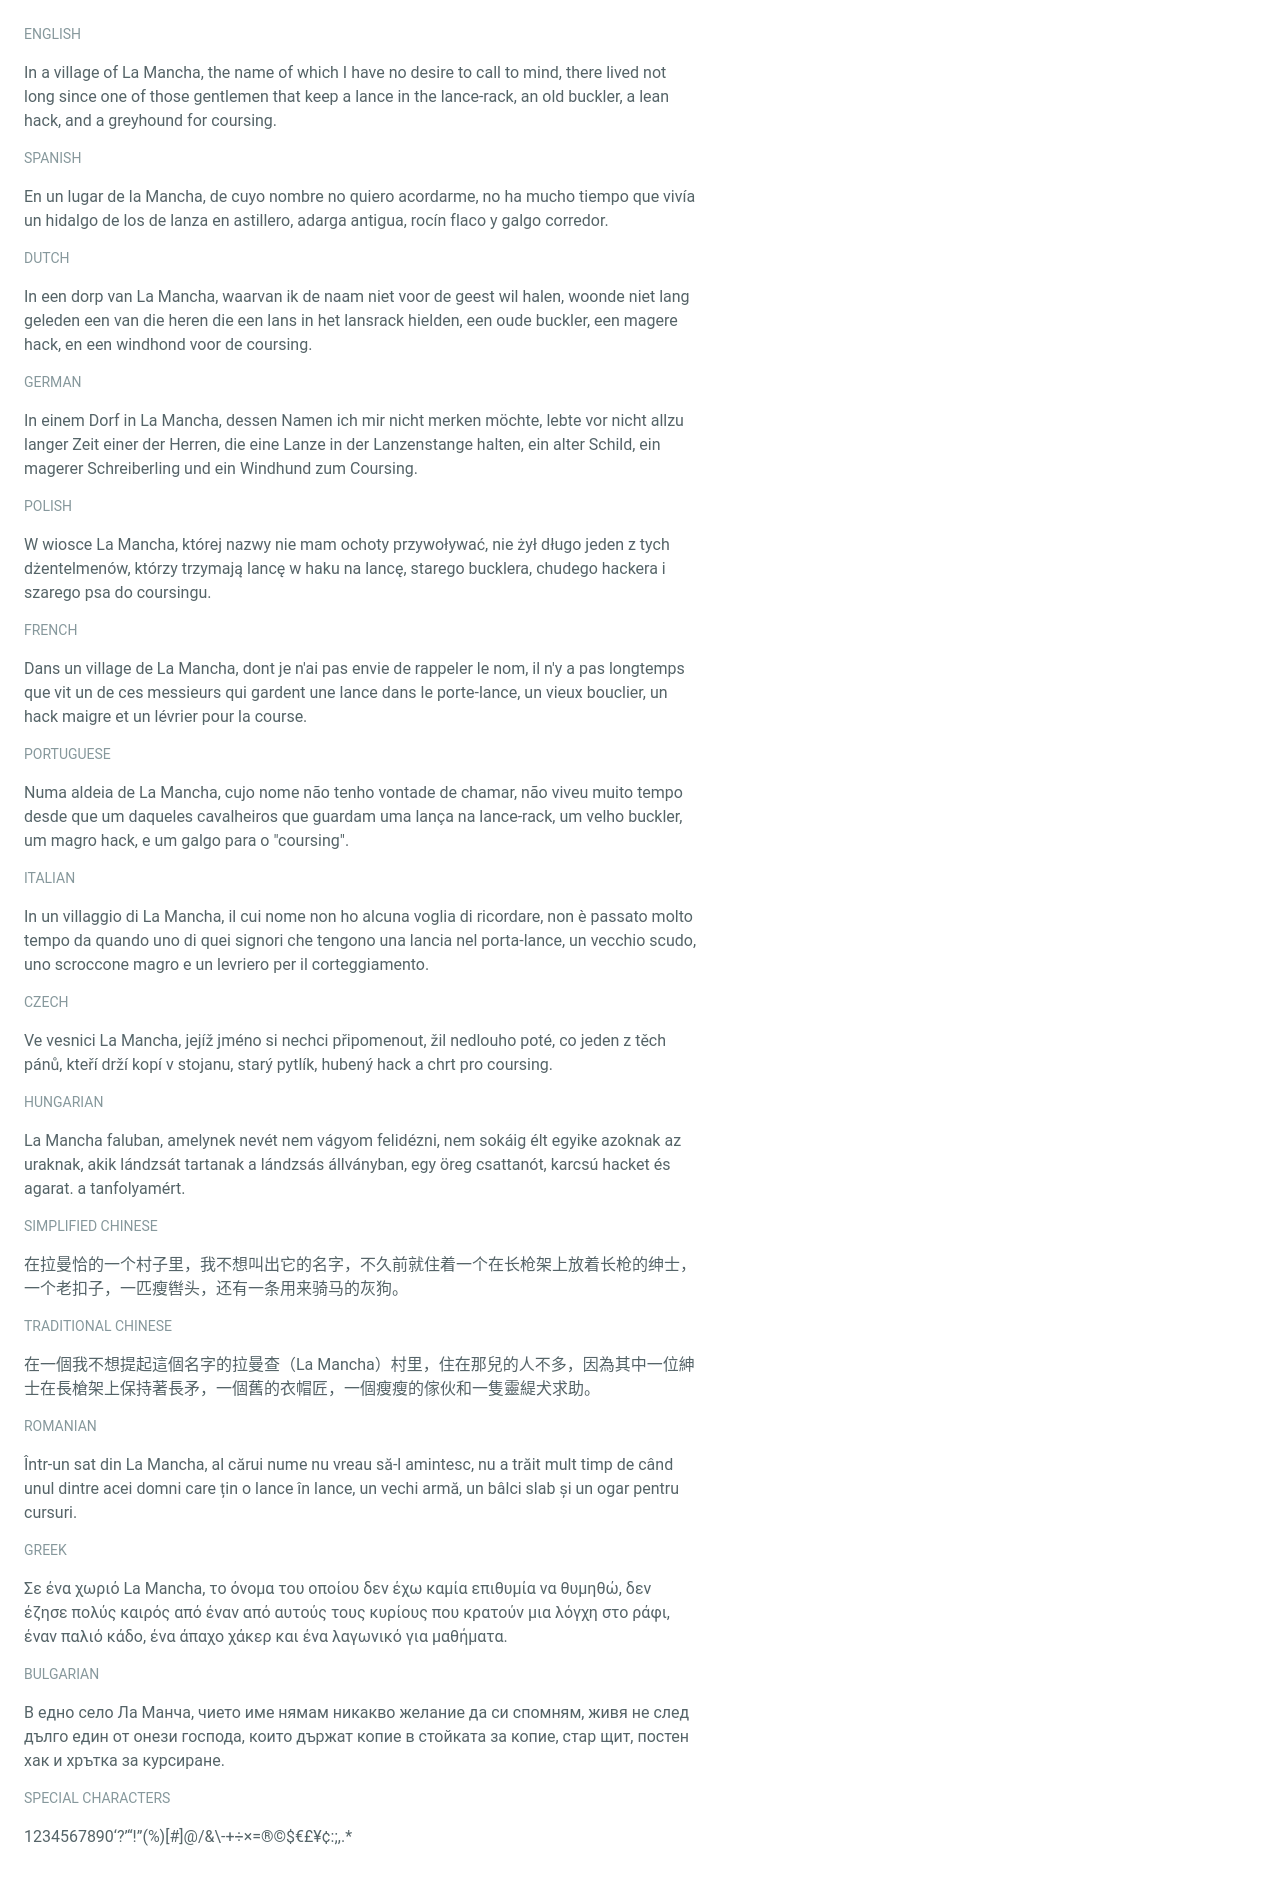 ENGLISH
In a village of La Mancha, the name of which I have no desire to call to mind, there lived not
long since one of those gentlemen that keep a lance in the lance-rack, an old buckler, a lean
hack, and a greyhound for coursing.
SPANISH
En un lugar de la Mancha, de cuyo nombre no quiero acordarme, no ha mucho tiempo que vivía
un hidalgo de los de lanza en astillero, adarga antigua, rocín flaco y galgo corredor.
DUTCH
In een dorp van La Mancha, waarvan ik de naam niet voor de geest wil halen, woonde niet lang
geleden een van die heren die een lans in het lansrack hielden, een oude buckler, een magere
hack, en een windhond voor de coursing.
GERMAN
In einem Dorf in La Mancha, dessen Namen ich mir nicht merken möchte, lebte vor nicht allzu
langer Zeit einer der Herren, die eine Lanze in der Lanzenstange halten, ein alter Schild, ein
magerer Schreiberling und ein Windhund zum Coursing.
POLISH
W wiosce La Mancha, której nazwy nie mam ochoty przywoływać, nie żył długo jeden z tych
dżentelmenów, którzy trzymają lancę w haku na lancę, starego bucklera, chudego hackera i
szarego psa do coursingu.
FRENCH
Dans un village de La Mancha, dont je n'ai pas envie de rappeler le nom, il n'y a pas longtemps
que vit un de ces messieurs qui gardent une lance dans le porte-lance, un vieux bouclier, un
hack maigre et un lévrier pour la course.
PORTUGUESE
Numa aldeia de La Mancha, cujo nome não tenho vontade de chamar, não viveu muito tempo
desde que um daqueles cavalheiros que guardam uma lança na lance-rack, um velho buckler,
um magro hack, e um galgo para o "coursing".
ITALIAN
In un villaggio di La Mancha, il cui nome non ho alcuna voglia di ricordare, non è passato molto
tempo da quando uno di quei signori che tengono una lancia nel porta-lance, un vecchio scudo,
uno scroccone magro e un levriero per il corteggiamento.
CZECH
Ve vesnici La Mancha, jejíž jméno si nechci připomenout, žil nedlouho poté, co jeden z těch
pánů, kteří drží kopí v stojanu, starý pytlík, hubený hack a chrt pro coursing.
HUNGARIAN
La Mancha faluban, amelynek nevét nem vágyom felidézni, nem sokáig élt egyike azoknak az
uraknak, akik lándzsát tartanak a lándzsás állványban, egy öreg csattanót, karcsú hacket és
agarat. a tanfolyamért.
SIMPLIFIED CHINESE
在拉曼恰的一个村子里，我不想叫出它的名字，不久前就住着一个在长枪架上放着长枪的绅士，
一个老扣子，一匹瘦辔头，还有一条用来骑马的灰狗。
TRADITIONAL CHINESE
在一個我不想提起這個名字的拉曼查（La Mancha）村里，住在那兒的人不多，因為其中一位紳
士在長槍架上保持著長矛，一個舊的衣帽匠，一個瘦瘦的傢伙和一隻靈緹犬求助。
ROMANIAN
Într-un sat din La Mancha, al cărui nume nu vreau să-l amintesc, nu a trăit mult timp de când
unul dintre acei domni care țin o lance în lance, un vechi armă, un bâlci slab și un ogar pentru
cursuri.
GREEK
Σε ένα χωριό La Mancha, το όνομα του οποίου δεν έχω καμία επιθυμία να θυμηθώ, δεν
έζησε πολύς καιρός από έναν από αυτούς τους κυρίους που κρατούν μια λόγχη στο ράφι,
έναν παλιό κάδο, ένα άπαχο χάκερ και ένα λαγωνικό για μαθήματα.
BULGARIAN
В едно село Ла Манча, чието име нямам никакво желание да си спомням, живя не след
дълго един от онези господа, които държат копие в стойката за копие, стар щит, постен
хак и хрътка за курсиране.
SPECIAL CHARACTERS
1234567890‘?’“!”(%)[#]@/&\-+÷×=®©$€£¥¢:;,.*